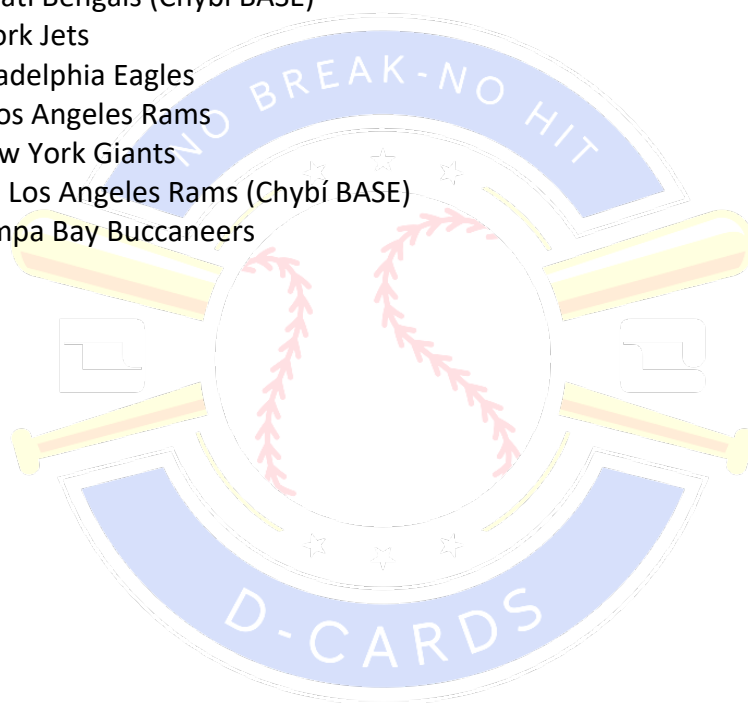 ati Bengals (Chybí BASE)
ork Jets
adelphia Eagles
os Angeles Rams
w York Giants
Los Angeles Rams (Chybí BASE)
mpa Bay Buccaneers
NO BREAK-NO HIT
D-CARDS